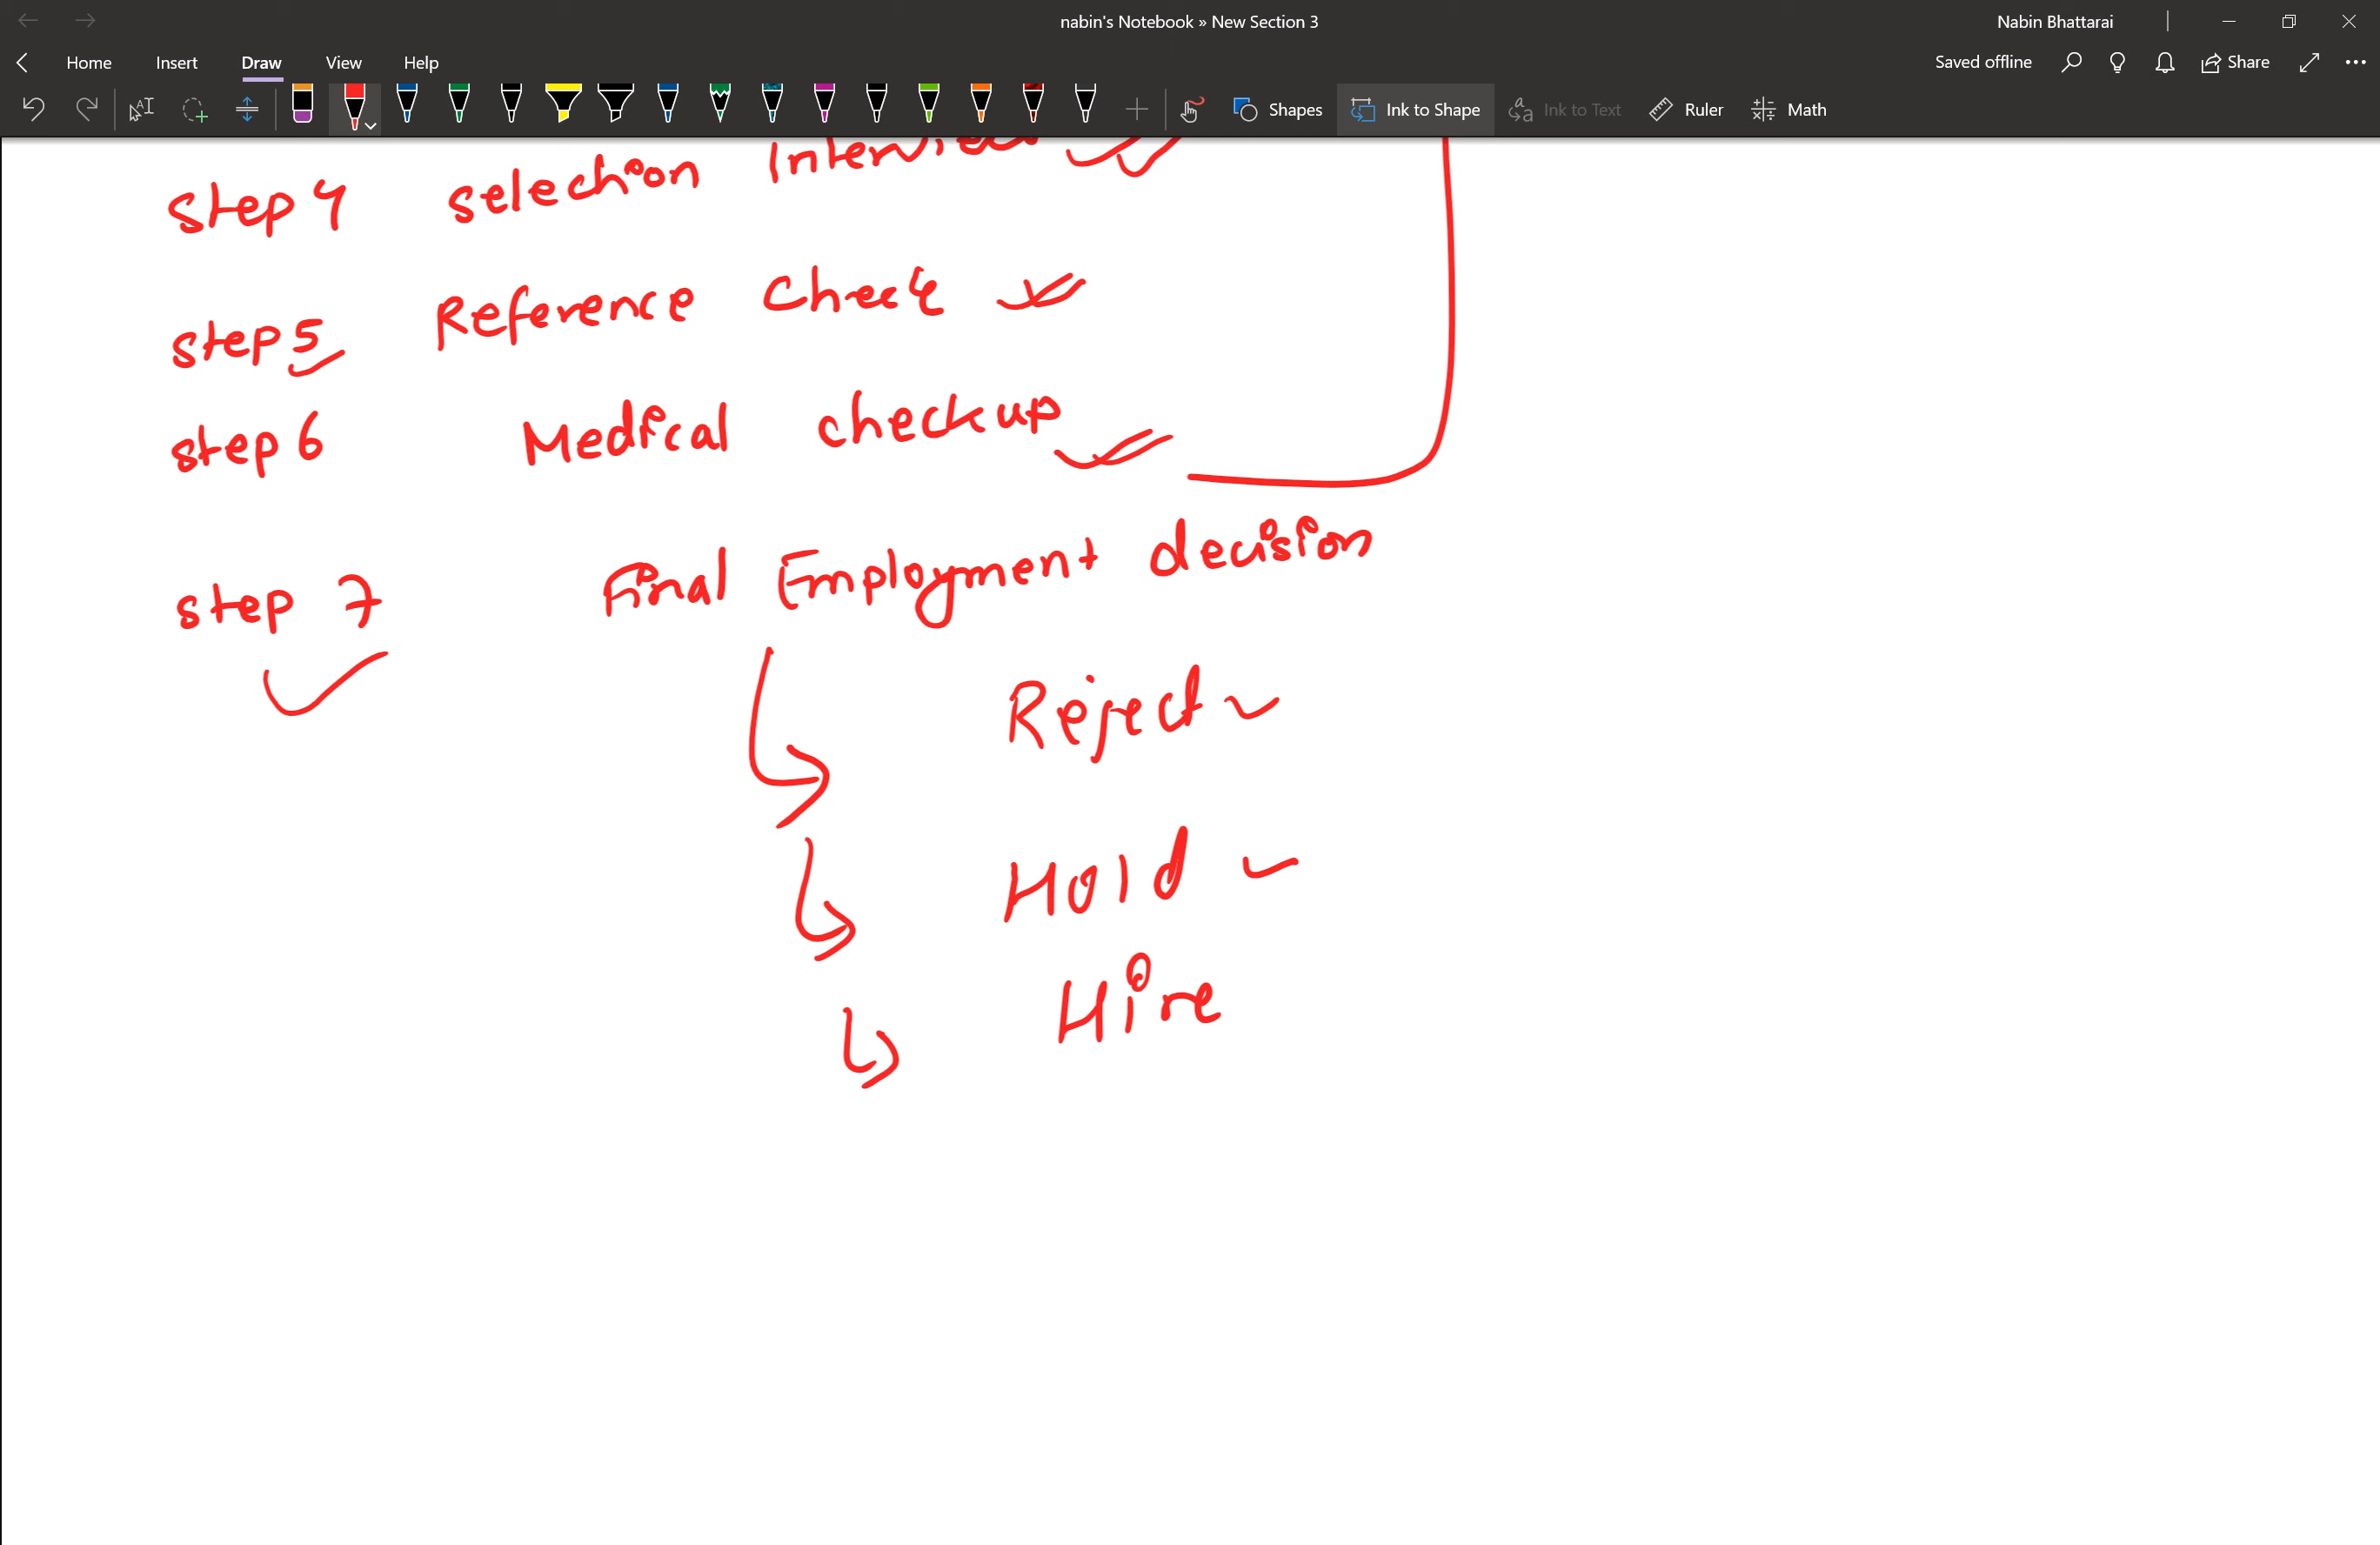 nabin's Notebook » New Section 3
Nabin Bhattarai
Home Insert Draw View Help
Saved offline Share
Shapes Ink to Shape Ink to Text Ruler Math
Step 4 selection Interview
step 5 Reference Check
step 6 Medical checkup
step 7 Final Employment decision
Reject
Hold
Hire